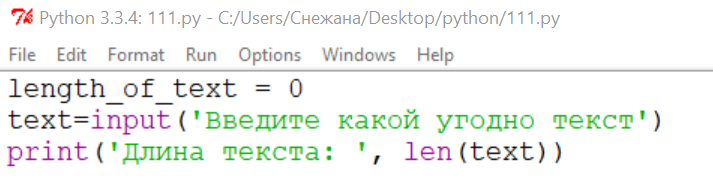 Python 3.3.4: 111.py - C:/Users/Снежана/Desktop/python/111.py
File Edit Format Run Options Windows Help
length_of_text = 0
text=input('Введите какой угодно текст')
print('Длина текста: ', len(text))